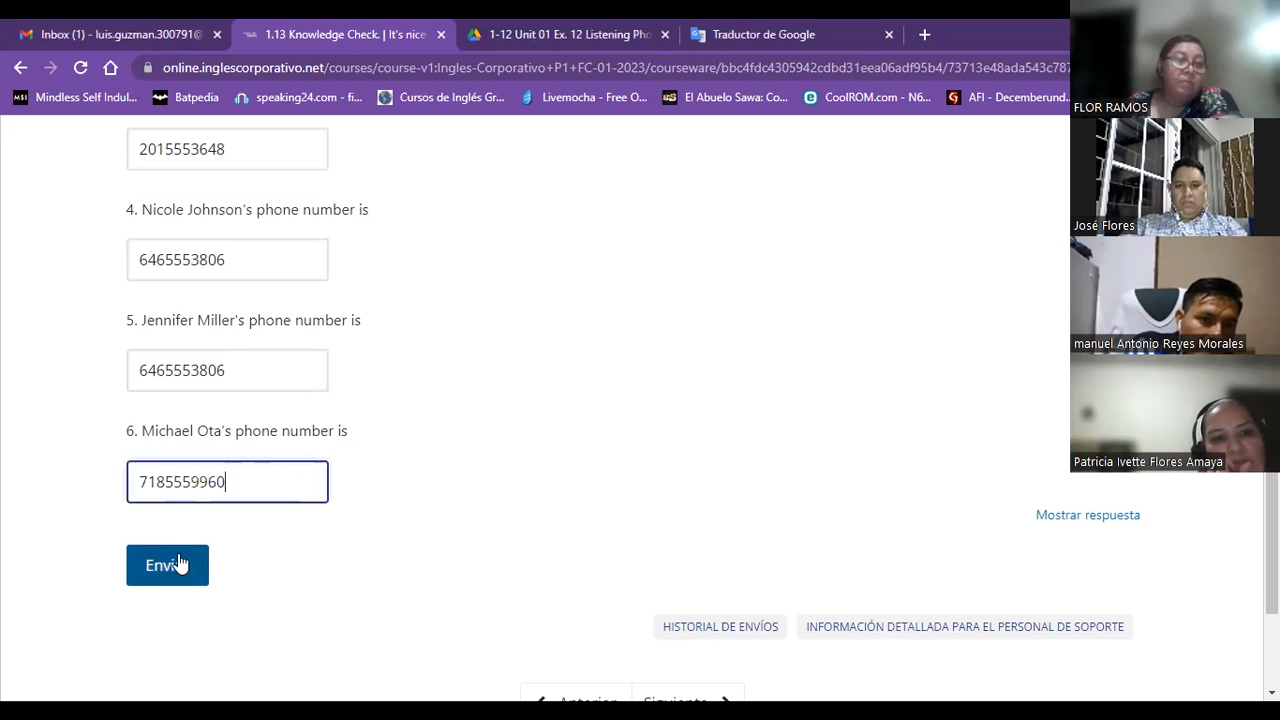 Inbox (1) - luis.guzman.300791@
1.13 Knowledge Check. | It's nice
1-12 Unit 01 Ex. 12 Listening Pho
Traductor de Google
online.inglescorporativo.net/courses/course-v1:Ingles-Corporativo+P1+FC-01-2023/courseware/bbc4fdc4305942cdbd31eea06adf95b4/73713e48ada543c787
Mindless Self Indul...
Batpedia
speaking24.com - fi...
Cursos de Inglés Gr...
Livemocha - Free O...
El Abuelo Sawa: Co...
CoolROM.com - N6...
AFI - Decemberund...
2015553648
4. Nicole Johnson's phone number is
6465553806
5. Jennifer Miller's phone number is
6465553806
6. Michael Ota's phone number is
7185559960
Mostrar respuesta
HISTORIAL DE ENVÍOS
INFORMACIÓN DETALLADA PARA EL PERSONAL DE SOPORTE
FLOR RAMOS
José Flores
manuel Antonio Reyes Morales
Patricia Ivette Flores Amaya